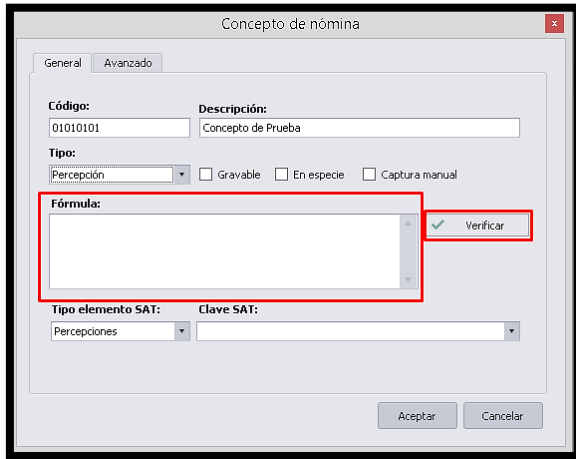 Concepto de nómina
x
General Avanzado
Código: Descripción:
01010101 Concepto de Prueba
Tipo:
Percepción Gravable En especie Captura manual
Fórmula:
Verificar
Tipo elemento SAT: Clave SAT:
Percepciones
Aceptar Cancelar